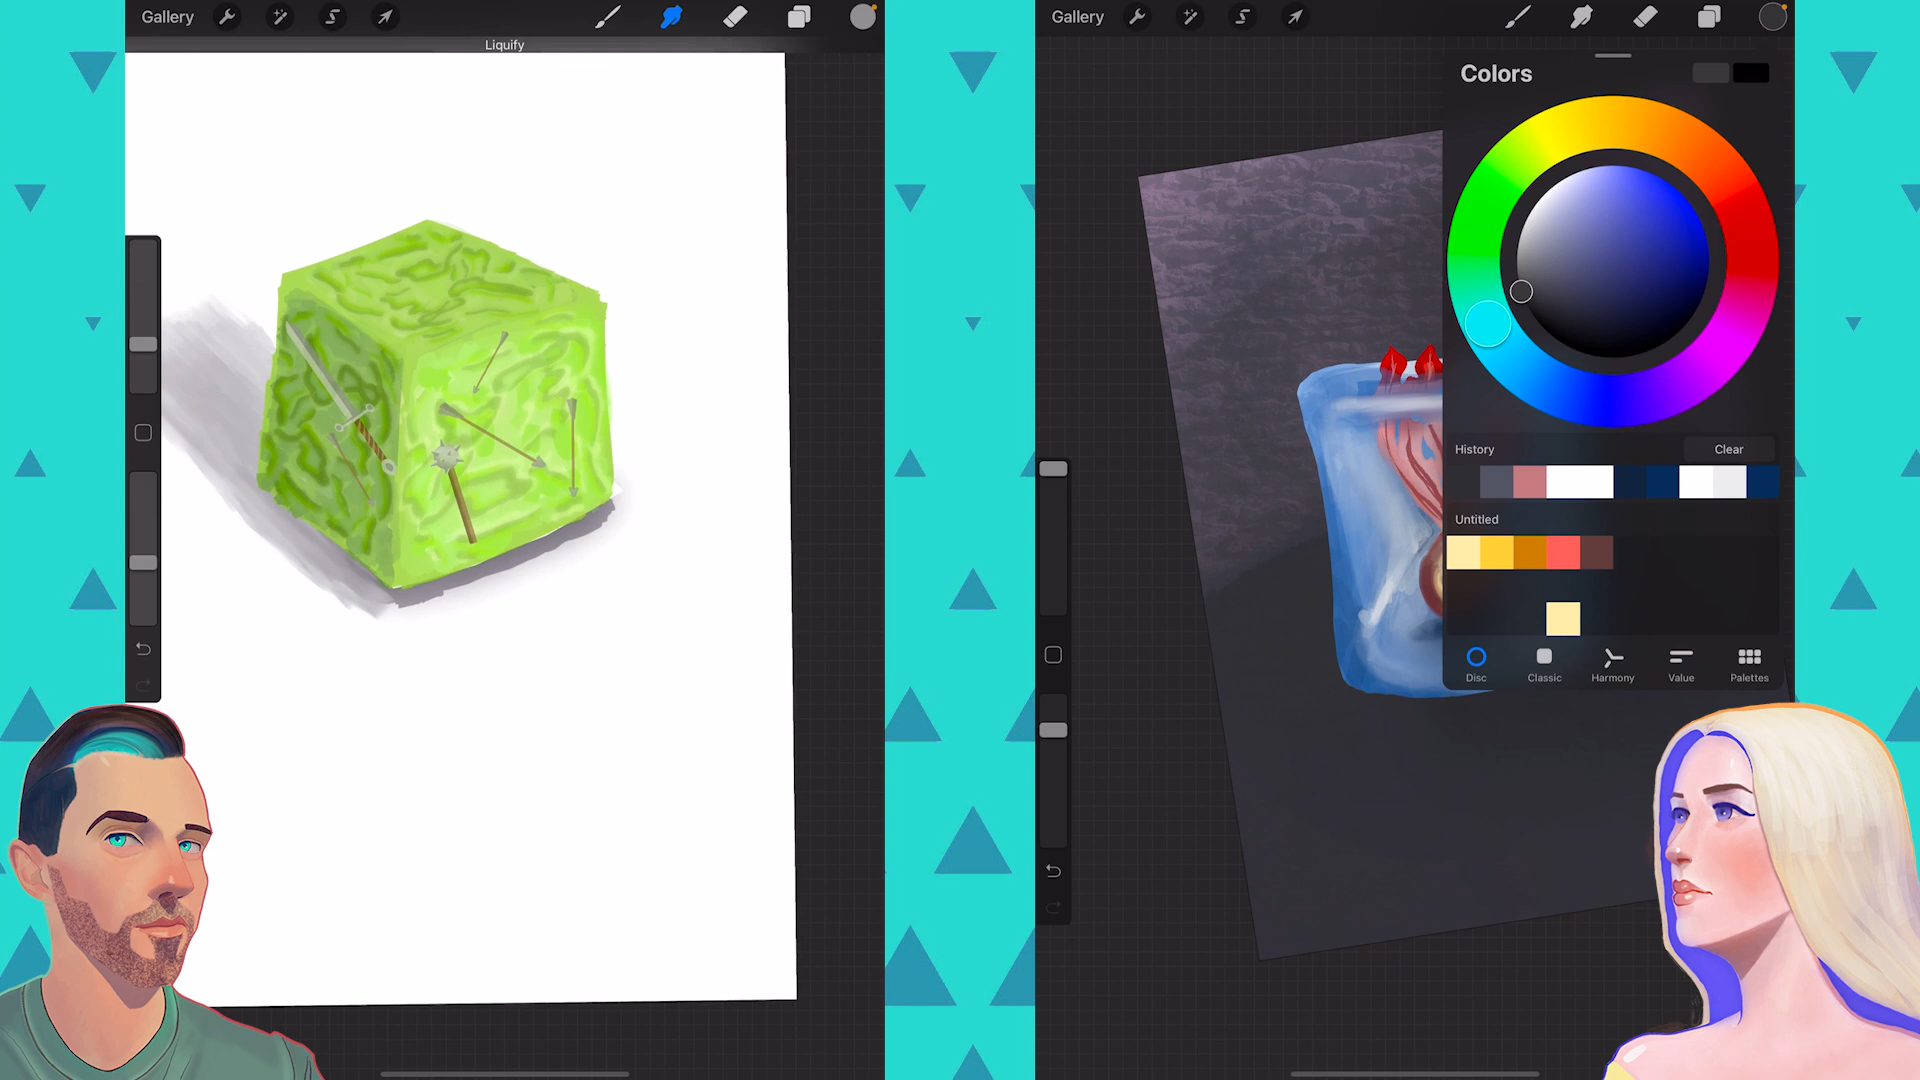 Gallery
Liquify
Gallery
Colors
History
Clear
Untitled
Disc
Classic
Harmony
Value
Palettes